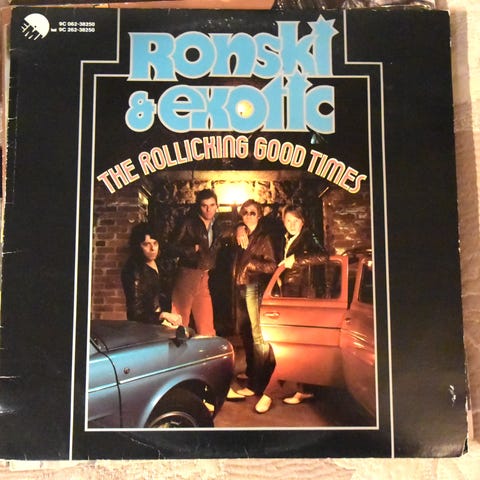 9C 062-38250
9C 262-38250
Ronski
& exotic
THE ROLLICKING GOOD TIMES